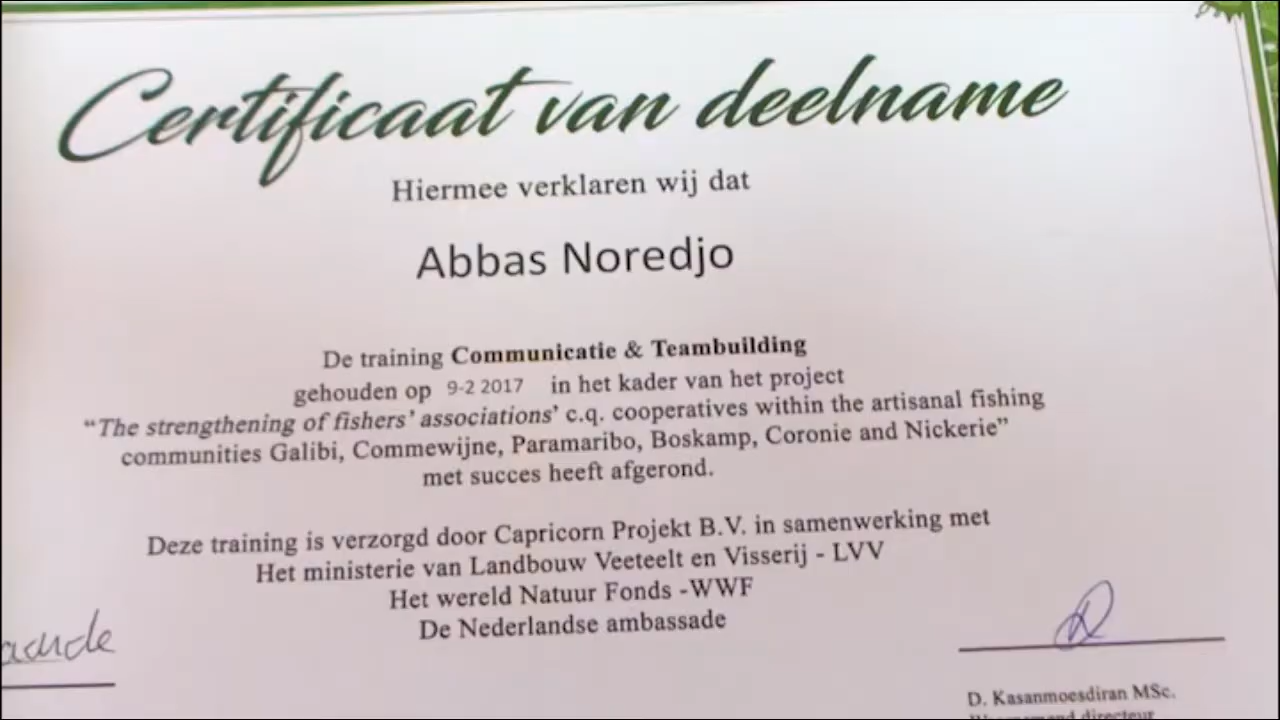 Certificaat van deelname
Hiermee verklaren wij dat
Abbas Noredjo
De training Communicatie & Teambuilding
gehouden op 9-2 2017 in het kader van het project
“The strengthening of fishers’ associations’ c.q. cooperatives within the artisanal fishing
communities Galibi, Commewijne, Paramaribo, Boskamp, Coronie and Nickerie”
met succes heeft afgerond.
Deze training is verzorgd door Capricorn Projekt B.V. in samenwerking met
Het ministerie van Landbouw Veeteelt en Visserij - LVV
Het wereld Natuur Fonds -WWF
De Nederlandse ambassade
D. Kasanmoesdiran MSc.